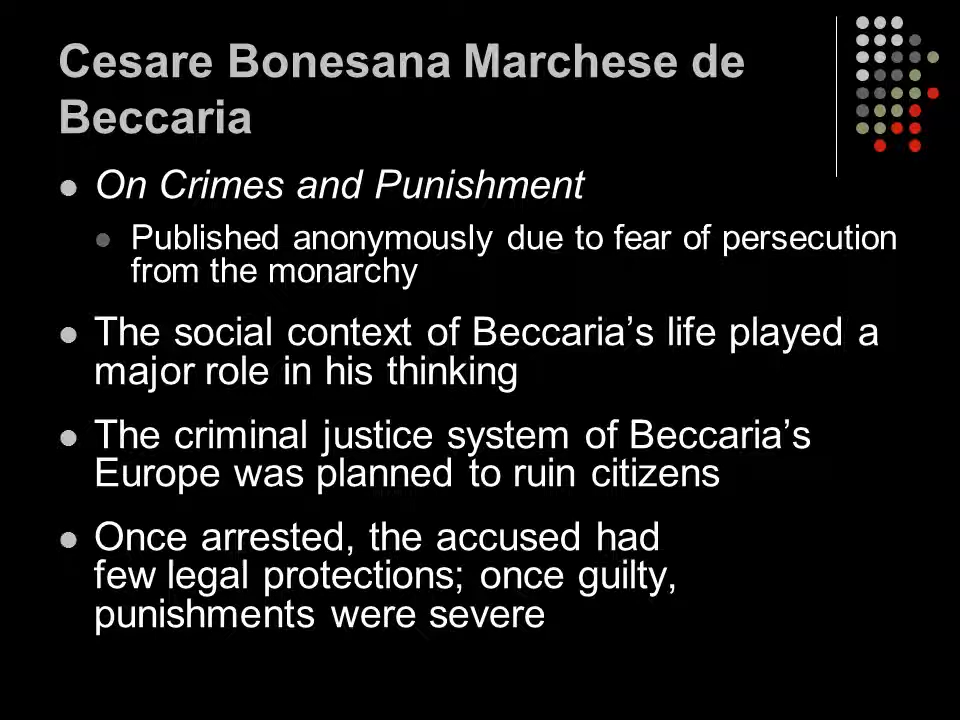 Cesare Bonesana Marchese de
Beccaria
On Crimes and Punishment
Published anonymously due to fear of persecution
from the monarchy
The social context of Beccaria’s life played a
major role in his thinking
The criminal justice system of Beccaria’s
Europe was planned to ruin citizens
Once arrested, the accused had
few legal protections; once guilty,
punishments were severe